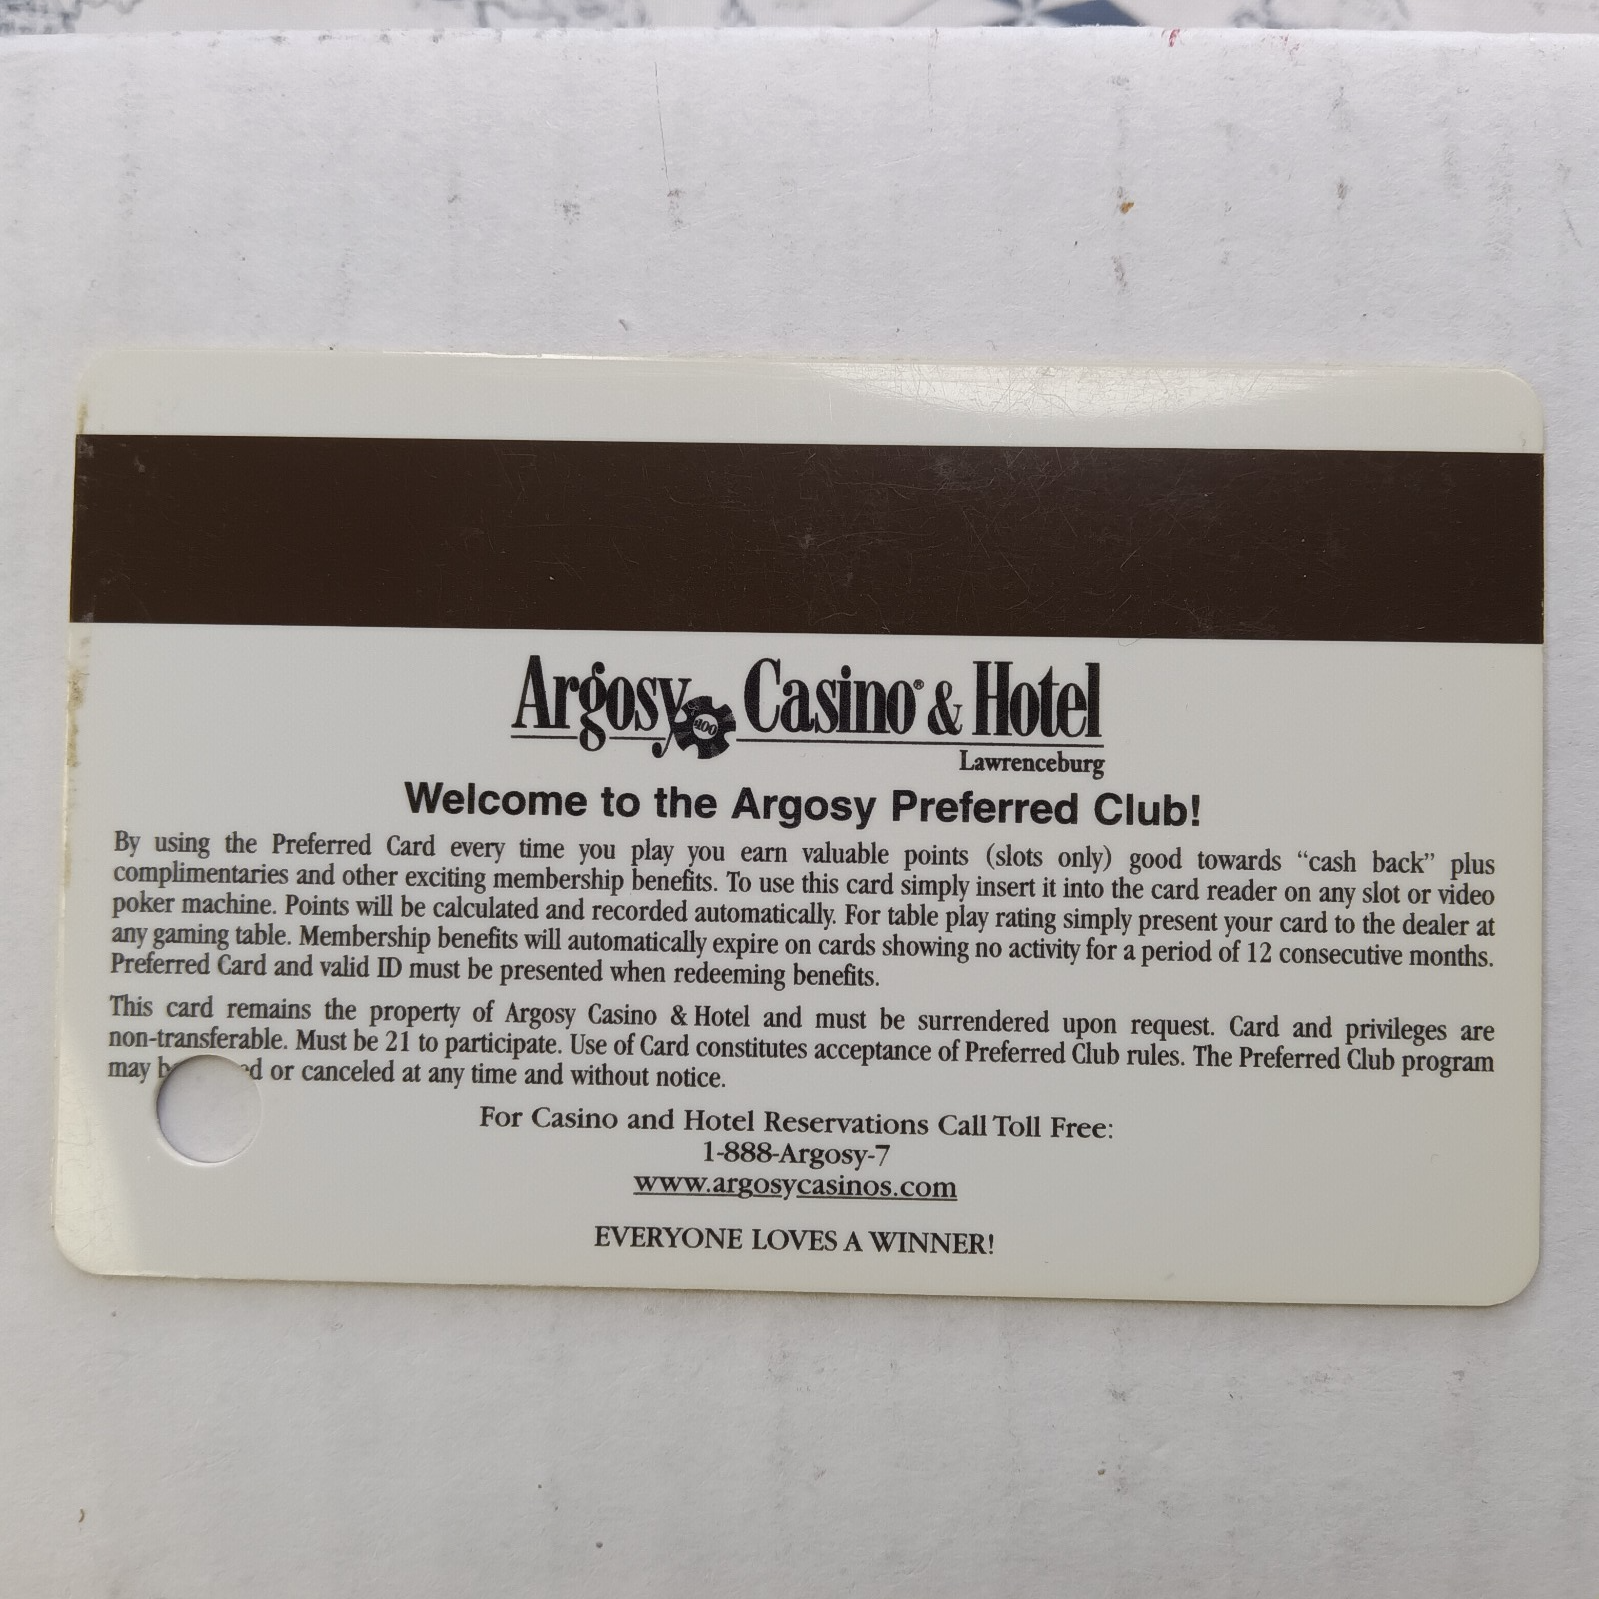 Argosy 100 Casino® & Hotel
Lawrenceburg
Welcome to the Argosy Preferred Club!
By using the Preferred Card every time you play you earn valuable points (slots only) good towards “cash back” plus
complimentaries and other exciting membership benefits. To use this card simply insert it into the card reader on any slot or video
poker machine. Points will be calculated and recorded automatically. For table play rating simply present your card to the dealer at
any gaming table. Membership benefits will automatically expire on cards showing no activity for a period of 12 consecutive months.
Preferred Card and valid ID must be presented when redeeming benefits.
This card remains the property of Argosy Casino & Hotel and must be surrendered upon request. Card and privileges are
non-transferable. Must be 21 to participate. Use of Card constitutes acceptance of Preferred Club rules. The Preferred Club program
may or canceled at any time and without notice.
For Casino and Hotel Reservations Call Toll Free:
1-888-Argosy-7
www.argosycasinos.com
EVERYONE LOVES A WINNER!